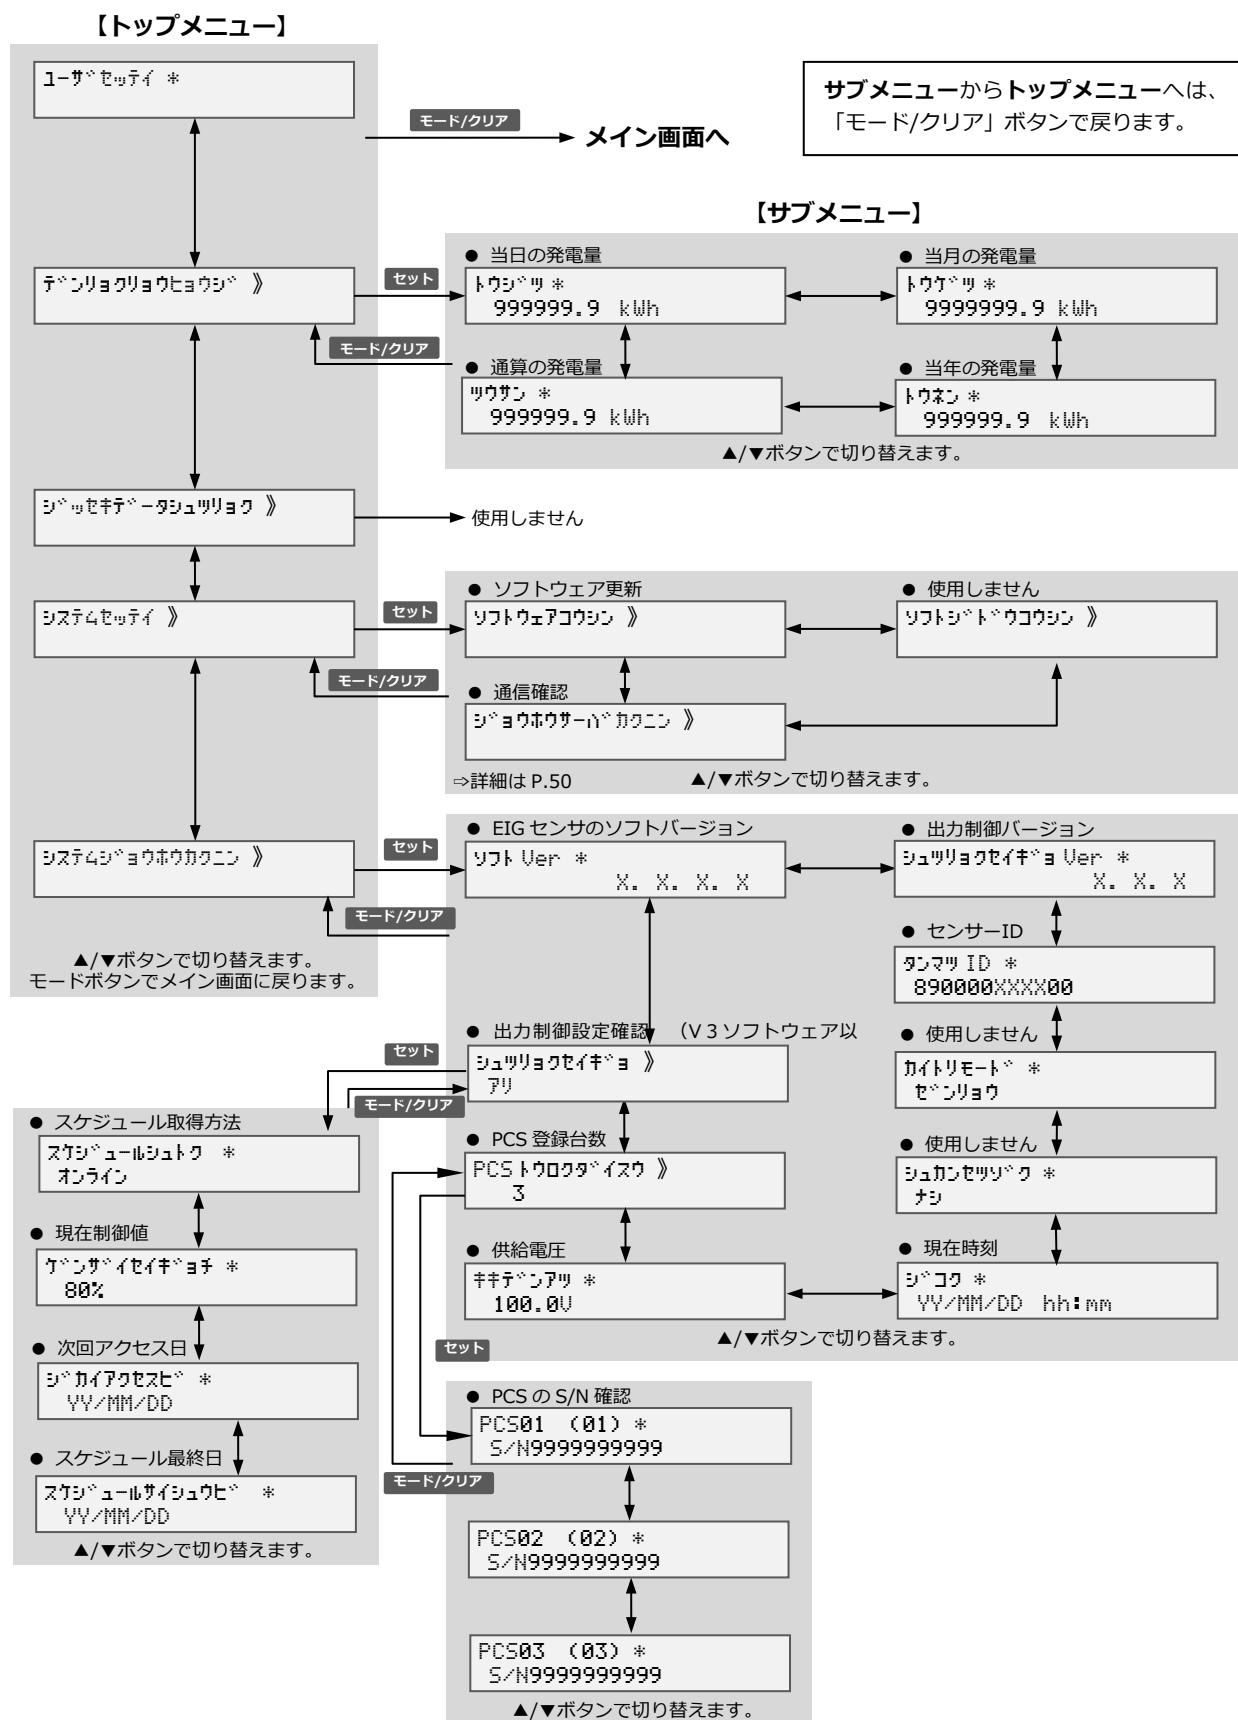 【トップメニュー】
ユーザセッテイ *
モード/クリア
メイン画面へ
サブメニューからトップメニューへは、
「モード/クリア」ボタンで戻ります。
【サブメニュー】
デンリョクリョウヒョウジ 》
セット
モード/クリア
● 当日の発電量
トウジツ *
999999.9 kWh
● 当月の発電量
トウゲツ *
9999999.9 kWh
● 通算の発電量
ツウサン *
999999.9 kWh
● 当年の発電量
トウネン *
999999.9 kWh
▲/▼ボタンで切り替えます。
ジッセキデータシュツリョク 》
使用しません
システムセッテイ 》
セット
モード/クリア
● ソフトウェア更新
ソフトウェアコウシン 》
● 使用しません
ソフトジドウコウシン 》
● 通信確認
ジョウホウサーバカクニン 》
⇨詳細は P.50
▲/▼ボタンで切り替えます。
システムジョウホウカクニン 》
セット
モード/クリア
▲/▼ボタンで切り替えます。
モードボタンでメイン画面に戻ります。
● EIG センサのソフトバージョン
ソフト Ver *
X. X. X. X
● 出力制御バージョン
シュツリョクセイギョ Ver *
X. X. X
● センサーID
タンマツ ID *
890000XXXX00
● 出力制御設定確認 （V 3 ソフトウェア以
シュツリョクセイギョ 》
アリ
● 使用しません
カイトリモード *
ゼンリョウ
セット
モード/クリア
● PCS 登録台数
PCSトウロクダイスウ 》
3
● 使用しません
シュカンセツゾク *
ナシ
● 供給電圧
キキデンアツ *
100.0V
● 現在時刻
ジコク *
YY/MM/DD hh:mm
▲/▼ボタンで切り替えます。
● スケジュール取得方法
スケジュールシュトク *
オンライン
● 現在制御値
ゲンザイセイギョチ *
80%
● 次回アクセス日
ジカイアクセスビ *
YY/MM/DD
● スケジュール最終日
スケジュールサイシュウビ *
YY/MM/DD
▲/▼ボタンで切り替えます。
セット
モード/クリア
● PCS の S/N 確認
PCS01 (01) *
S/N9999999999
PCS02 (02) *
S/N9999999999
PCS03 (03) *
S/N9999999999
▲/▼ボタンで切り替えます。